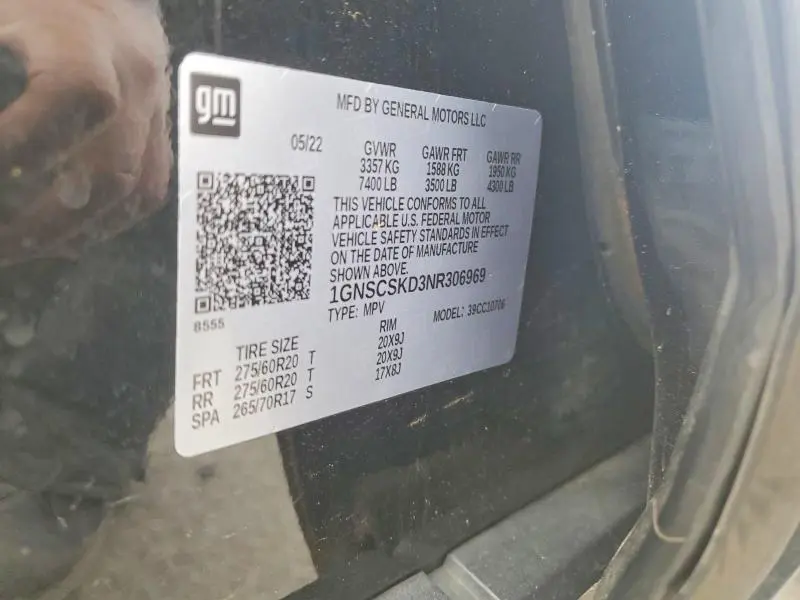 gm
MFD BY GENERAL MOTORS LLC
05/22
GVWR GAWR FRT GAWR RR
3357 KG 1588 KG 1950 KG
7400 LB 3500 LB 4300 LB
THIS VEHICLE CONFORMS TO ALL
APPLICABLE U.S. FEDERAL MOTOR
VEHICLE SAFETY STANDARDS IN EFFECT
ON THE DATE OF MANUFACTURE
SHOWN ABOVE.
1GNSCSKD3NR306969
TYPE: MPV MODEL: 39CC10706
8555
TIRE SIZE RIM
FRT 275/60R20 T 20X9J
RR 275/60R20 T 20X9J
SPA 265/70R17 S 17X8J